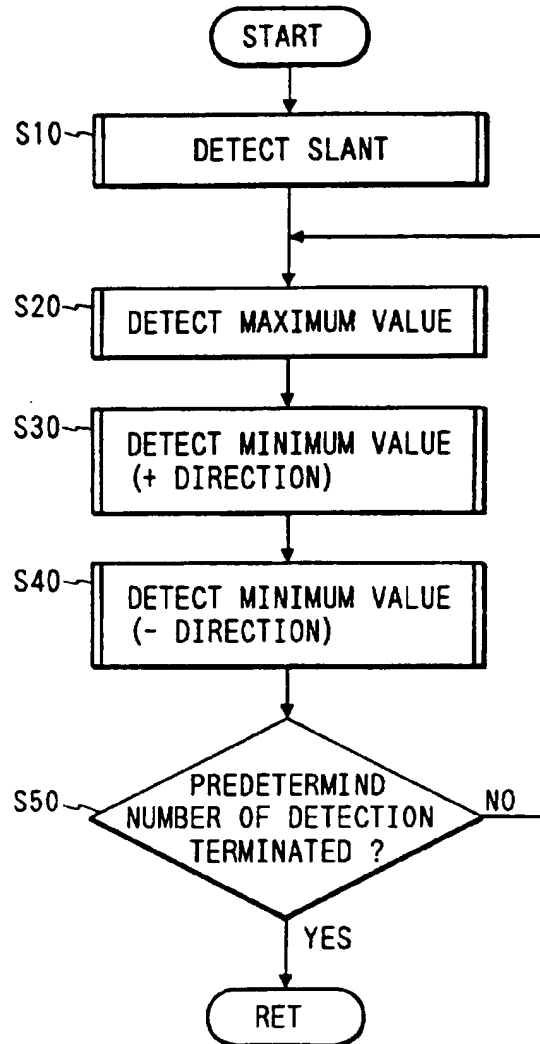 START
S10
DETECT SLANT
S20
DETECT MAXIMUM VALUE
S30
DETECT MINIMUM VALUE
(+ DIRECTION)
S40
DETECT MINIMUM VALUE
(- DIRECTION)
S50
PREDETERMIND
NUMBER OF DETECTION
TERMINATED ?
NO
YES
RET